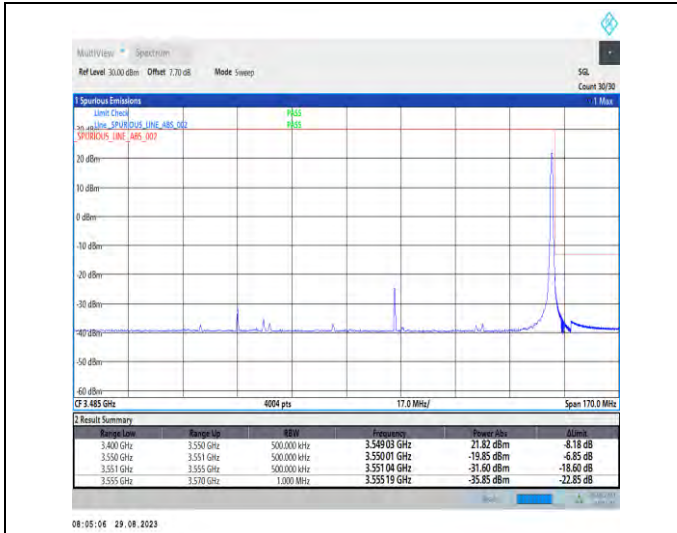 MultiView Spectrum
Ref Level 30.00 dBm Offset 7.70 dB Mode Sweep SGL
Count 30/30
1 Spurious Emissions 1 Max
Limit Check PASS
Line _SPURIOUS_LINE_ABS_002 PASS
_SPURIOUS_LINE_ABS_002
20 dBm
10 dBm
0 dBm
-10 dBm
-20 dBm
-30 dBm
-40 dBm
-50 dBm
-60 dBm
CF 3.485 GHz 4004 pts 17.0 MHz/ Span 170.0 MHz
2 Result Summary
Range Low Range Up RBW Frequency Power Abs ΔLimit
3.400 GHz 3.550 GHz 500.000 kHz 3.549 03 GHz 21.82 dBm -8.18 dB
3.550 GHz 3.551 GHz 500.000 kHz 3.550 01 GHz -19.85 dBm -6.85 dB
3.551 GHz 3.555 GHz 500.000 kHz 3.551 04 GHz -31.60 dBm -18.60 dB
3.555 GHz 3.570 GHz 1.000 MHz 3.555 19 GHz -35.85 dBm -22.85 dB
08:05:06 29.08.2023